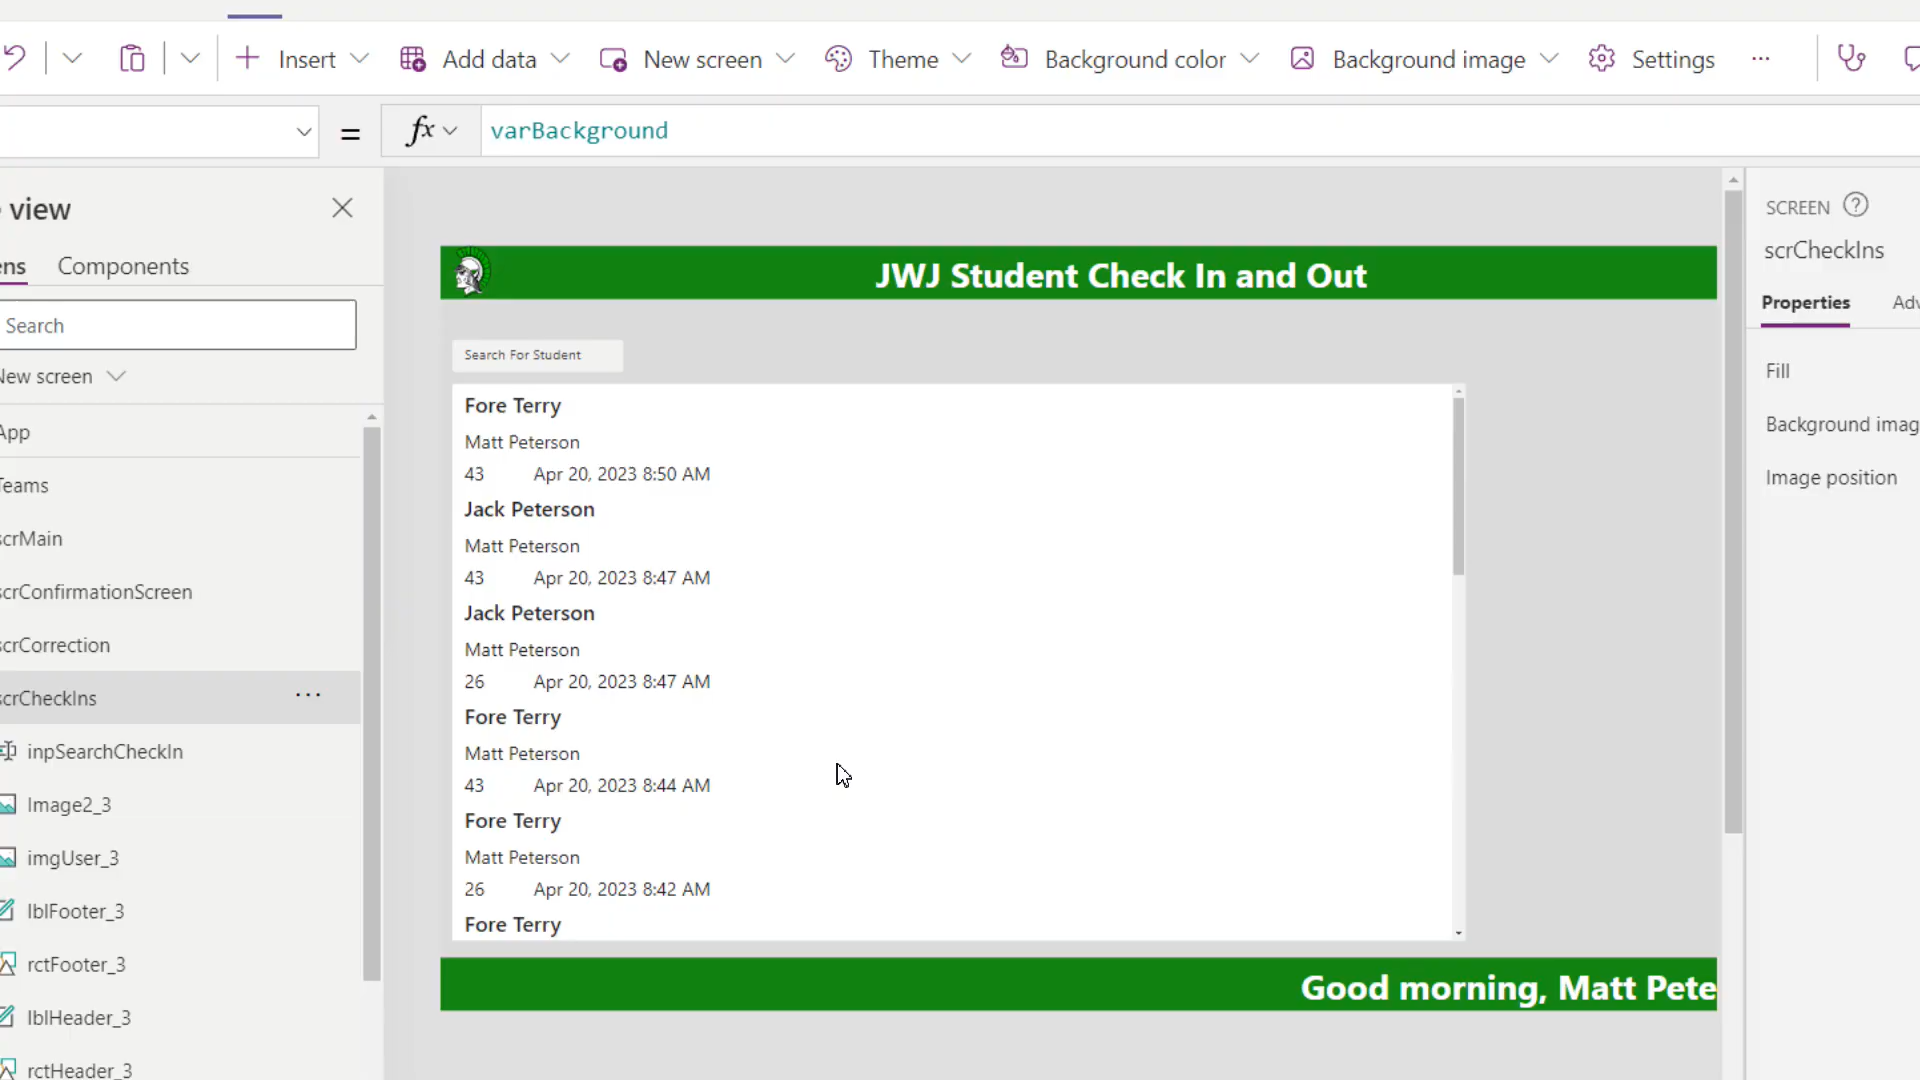 Insert
Add data
New screen
Theme
Background color
Background image
Settings
...
=
fx
varBackground
view
Components
Search
New screen
App
Teams
scrMain
scrConfirmationScreen
scrCorrection
scrCheckIns
...
inpSearchCheckIn
Image2_3
imgUser_3
lblFooter_3
rctFooter_3
lblHeader_3
rctHeader_3
JWJ Student Check In and Out
Search For Student
Fore Terry
Matt Peterson
43 Apr 20, 2023 8:50 AM
Jack Peterson
Matt Peterson
43 Apr 20, 2023 8:47 AM
Jack Peterson
Matt Peterson
26 Apr 20, 2023 8:47 AM
Fore Terry
Matt Peterson
43 Apr 20, 2023 8:44 AM
Fore Terry
Matt Peterson
26 Apr 20, 2023 8:42 AM
Fore Terry
Good morning, Matt Pete
SCREEN ?
scrCheckIns
Properties Adv
Fill
Background imag
Image position